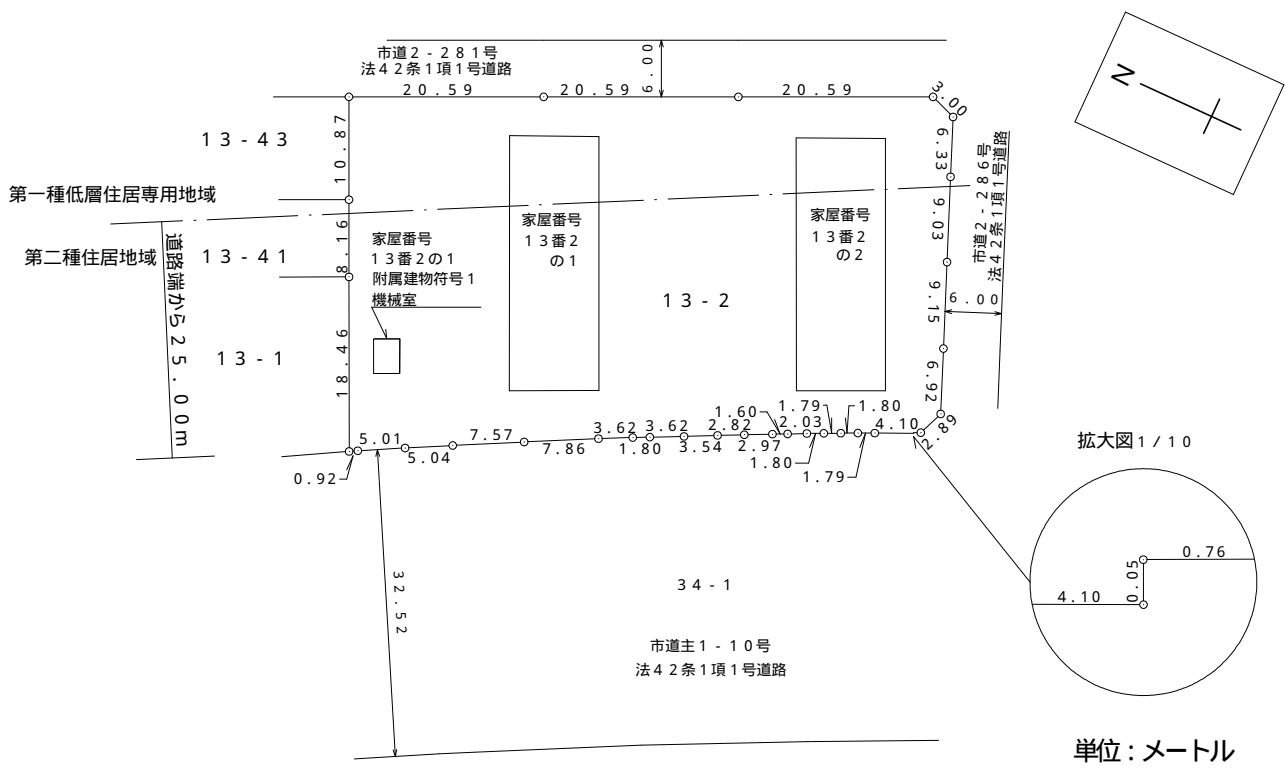 市道2-281号
法42条1項1号道路
6.00
20.59
20.59
20.59
3.00
N
13-43
10.87
6.33
市道2-286号
法42条1項1号道路
第一種低層住居専用地域
9.03
家屋番号
13番2
の1
家屋番号
13番2
の2
第二種住居地域
道路端から25.00m
13-41
8.16
家屋番号
13番2の1
附属建物符号1
機械室
13-2
9.15
6.00
13-1
18.46
6.92
0.92
5.01
5.04
7.57
7.86
3.62
1.80
3.62
3.54
2.82
2.97
1.60
2.03
1.80
1.79
1.80
1.79
4.10
2.89
拡大図1/10
0.76
0.05
4.10
32.52
34-1
市道主1-10号
法42条1項1号道路
単位:メートル